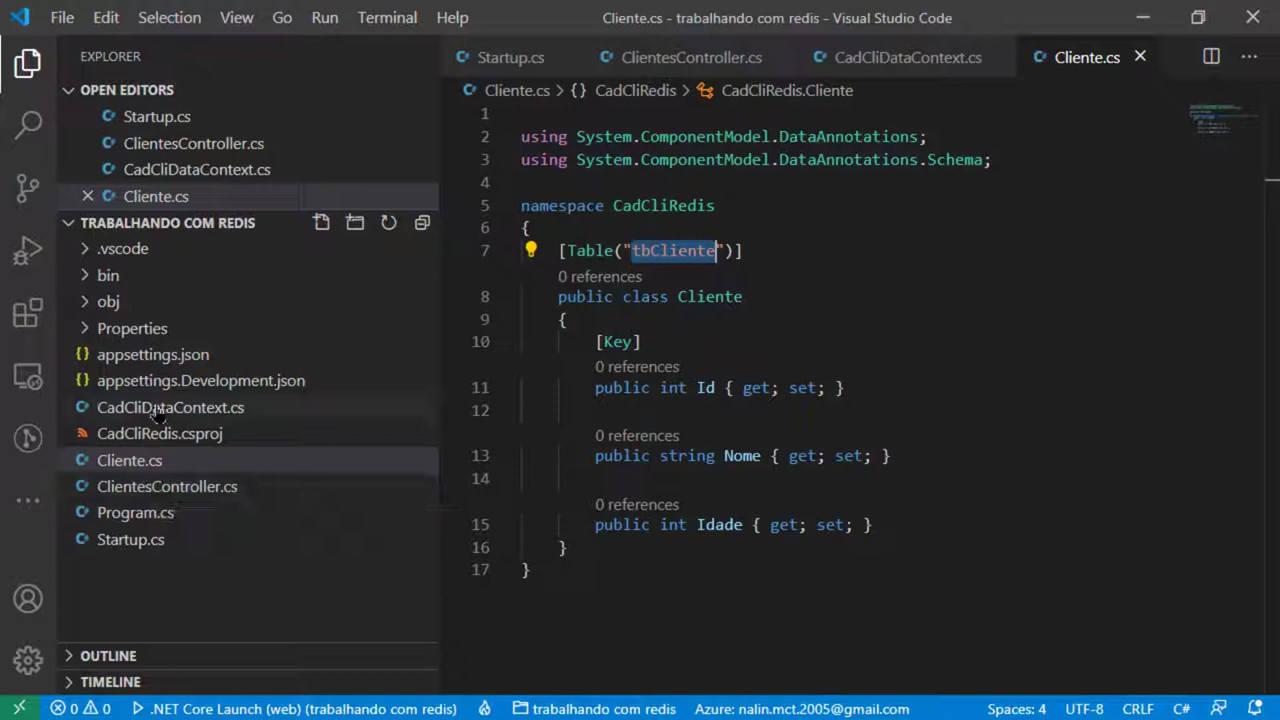 File Edit Selection View Go Run Terminal Help
Cliente.cs - trabalhando com redis - Visual Studio Code
EXPLORER
OPEN EDITORS
Startup.cs
ClientesController.cs
CadCliDataContext.cs
Cliente.cs
TRABALHANDO COM REDIS
.vscode
bin
obj
Properties
{} appsettings.json
{} appsettings.Development.json
CadCliDataContext.cs
CadCliRedis.csproj
Cliente.cs
ClientesController.cs
Program.cs
Startup.cs
OUTLINE
TIMELINE
Startup.cs ClientesController.cs CadCliDataContext.cs Cliente.cs
Cliente.cs > {} CadCliRedis > CadCliRedis.Cliente
1
2 using System.ComponentModel.DataAnnotations;
3 using System.ComponentModel.DataAnnotations.Schema;
4
5 namespace CadCliRedis
6 {
7 [Table("tbCliente")]
0 references
8 public class Cliente
9 {
10 [Key]
0 references
11 public int Id { get; set; }
12
0 references
13 public string Nome { get; set; }
14
0 references
15 public int Idade { get; set; }
16 }
17 }
0 0 .NET Core Launch (web) (trabalhando com redis) trabalhando com redis Azure: nalin.mct.2005@gmail.com Spaces: 4 UTF-8 CRLF C#